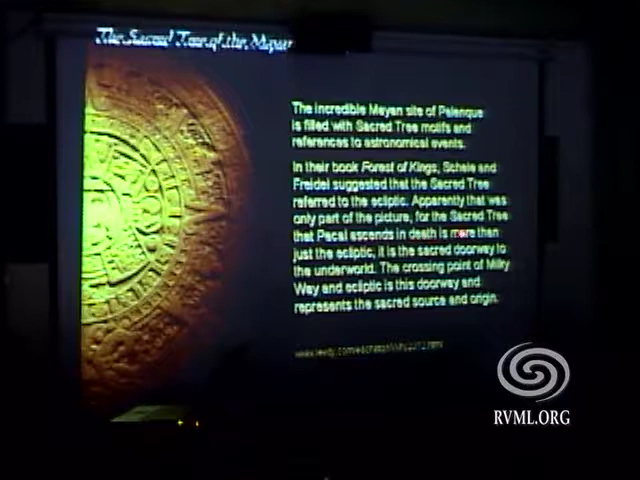 The Sacred Tree of the Mayan
The incredible Mayan site of Palenque
is filled with Sacred Tree motifs and
references to astronomical events.
In their book Forest of Kings, Schele and
Freidel suggested that the Sacred Tree
referred to the ecliptic. Apparently that was
only part of the picture, for the Sacred Tree
that Pacal ascends in death is more than
just the ecliptic, it is the sacred doorway to
the underworld. The crossing point of Milky
Way and ecliptic is this doorway and
represents the sacred source and origin.
RVML.ORG